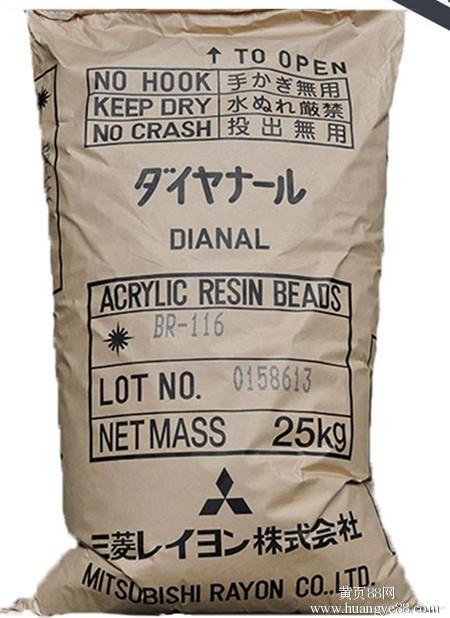 ↑ TO OPEN
NO HOOK 手かぎ無用
KEEP DRY 水ぬれ厳禁
NO CRASH 投出無用
ダイヤナール
DIANAL
ACRYLIC RESIN BEADS
BR-116
LOT NO. 0158613
NET MASS 25kg
三菱レイヨン株式会社
MITSUBISHI RAYON CO.,LTD.
黄页88网
www.huangye88.com